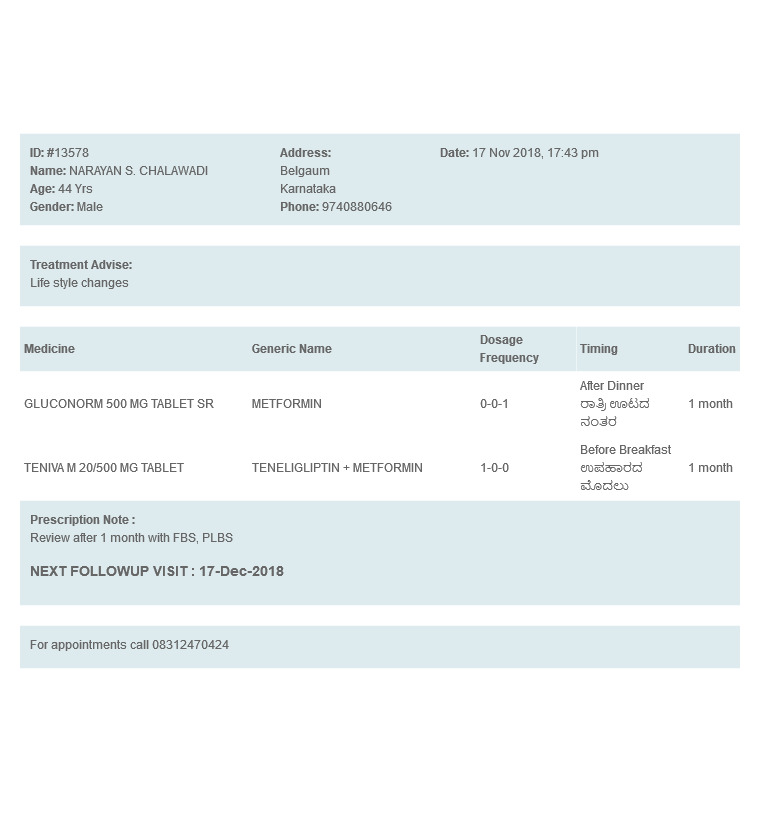 ID: #13578
Name: NARAYAN S. CHALAWADI
Age: 44 Yrs
Gender: Male
Address:
Belgaum
Karnataka
Phone: 9740880646
Date: 17 Nov 2018, 17:43 pm
Treatment Advise:
Life style changes
Medicine Generic Name Dosage Frequency Timing Duration
GLUCONORM 500 MG TABLET SR METFORMIN 0-0-1 After Dinner 1 month
ರಾತ್ರಿ ಊಟದ
ನಂತರ
TENIVA M 20/500 MG TABLET TENELIGLIPTIN + METFORMIN 1-0-0 Before Breakfast 1 month
ಉಪಹಾರದ
ಮೊದಲು
Prescription Note :
Review after 1 month with FBS, PLBS
NEXT FOLLOWUP VISIT : 17-Dec-2018
For appointments call 08312470424